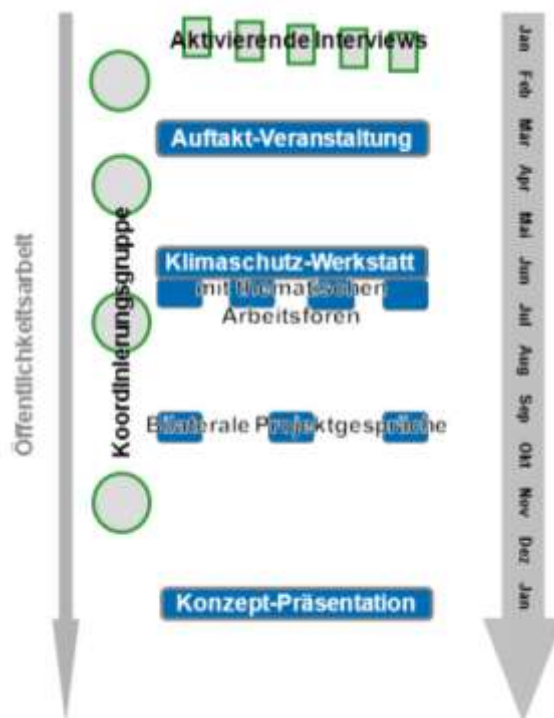 Aktivierende Interviews
Auftakt-Veranstaltung
Klimaschutz-Werkstatt
mit thematischen
Arbeitsforen
Bilaterale Projektgespräche
Konzept-Präsentation
Öffentlichkeitsarbeit
Koordinierungsgruppe
Jan
Feb
Mar
Apr
Mai
Jun
Jul
Aug
Sep
Okt
Nov
Dez
Jan